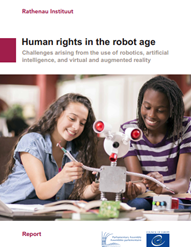 Rathenau Instituut
Human rights in the robot age
Challenges arising from the use of robotics, artificial
intelligence, and virtual and augmented reality
Report